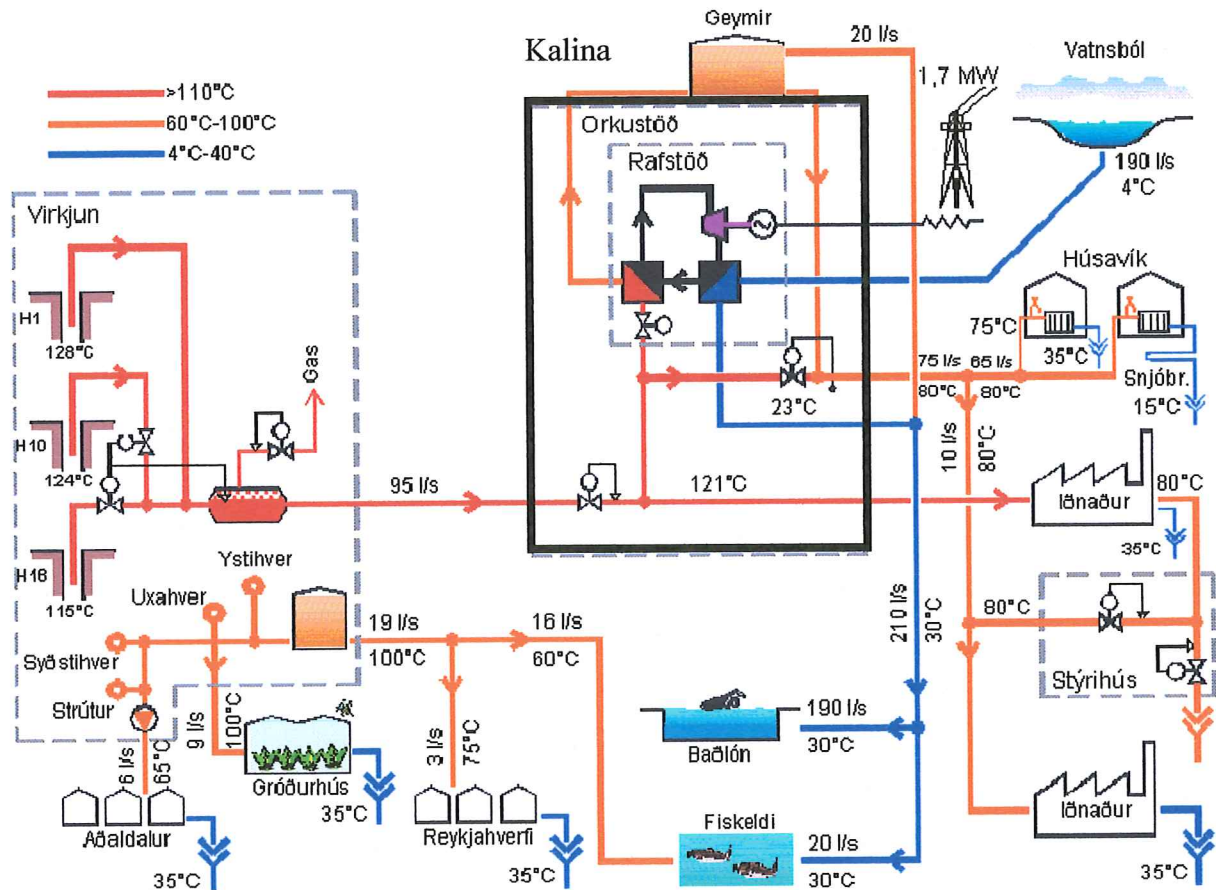 Geymir
20 l/s
Kalina
Vatnsból
1,7 MW
>110°C
60°C-100°C
4°C-40°C
Orkustöð
Rafstöð
190 l/s
4°C
Virkjun
Húsavík
H1
128°C
75°C
35°C
Gas
75 l/s
65 l/s
80°C
80°C
Snjóbr.
15°C
23°C
H10
124°C
10 l/s
80°C
95 l/s
121°C
Iðnaður
80°C
35°C
H18
115°C
Ystihver
Uxahver
19 l/s
100°C
16 l/s
60°C
210 l/s
30°C
80°C
Syðstihver
Strútur
Stýrihús
9 l/s
100°C
6 l/s
65°C
3 l/s
75°C
190 l/s
30°C
Baðlón
Gróðurhús
35°C
Aðaldalur
35°C
Reykjahverfi
35°C
Fiskeldi
20 l/s
30°C
Iðnaður
35°C